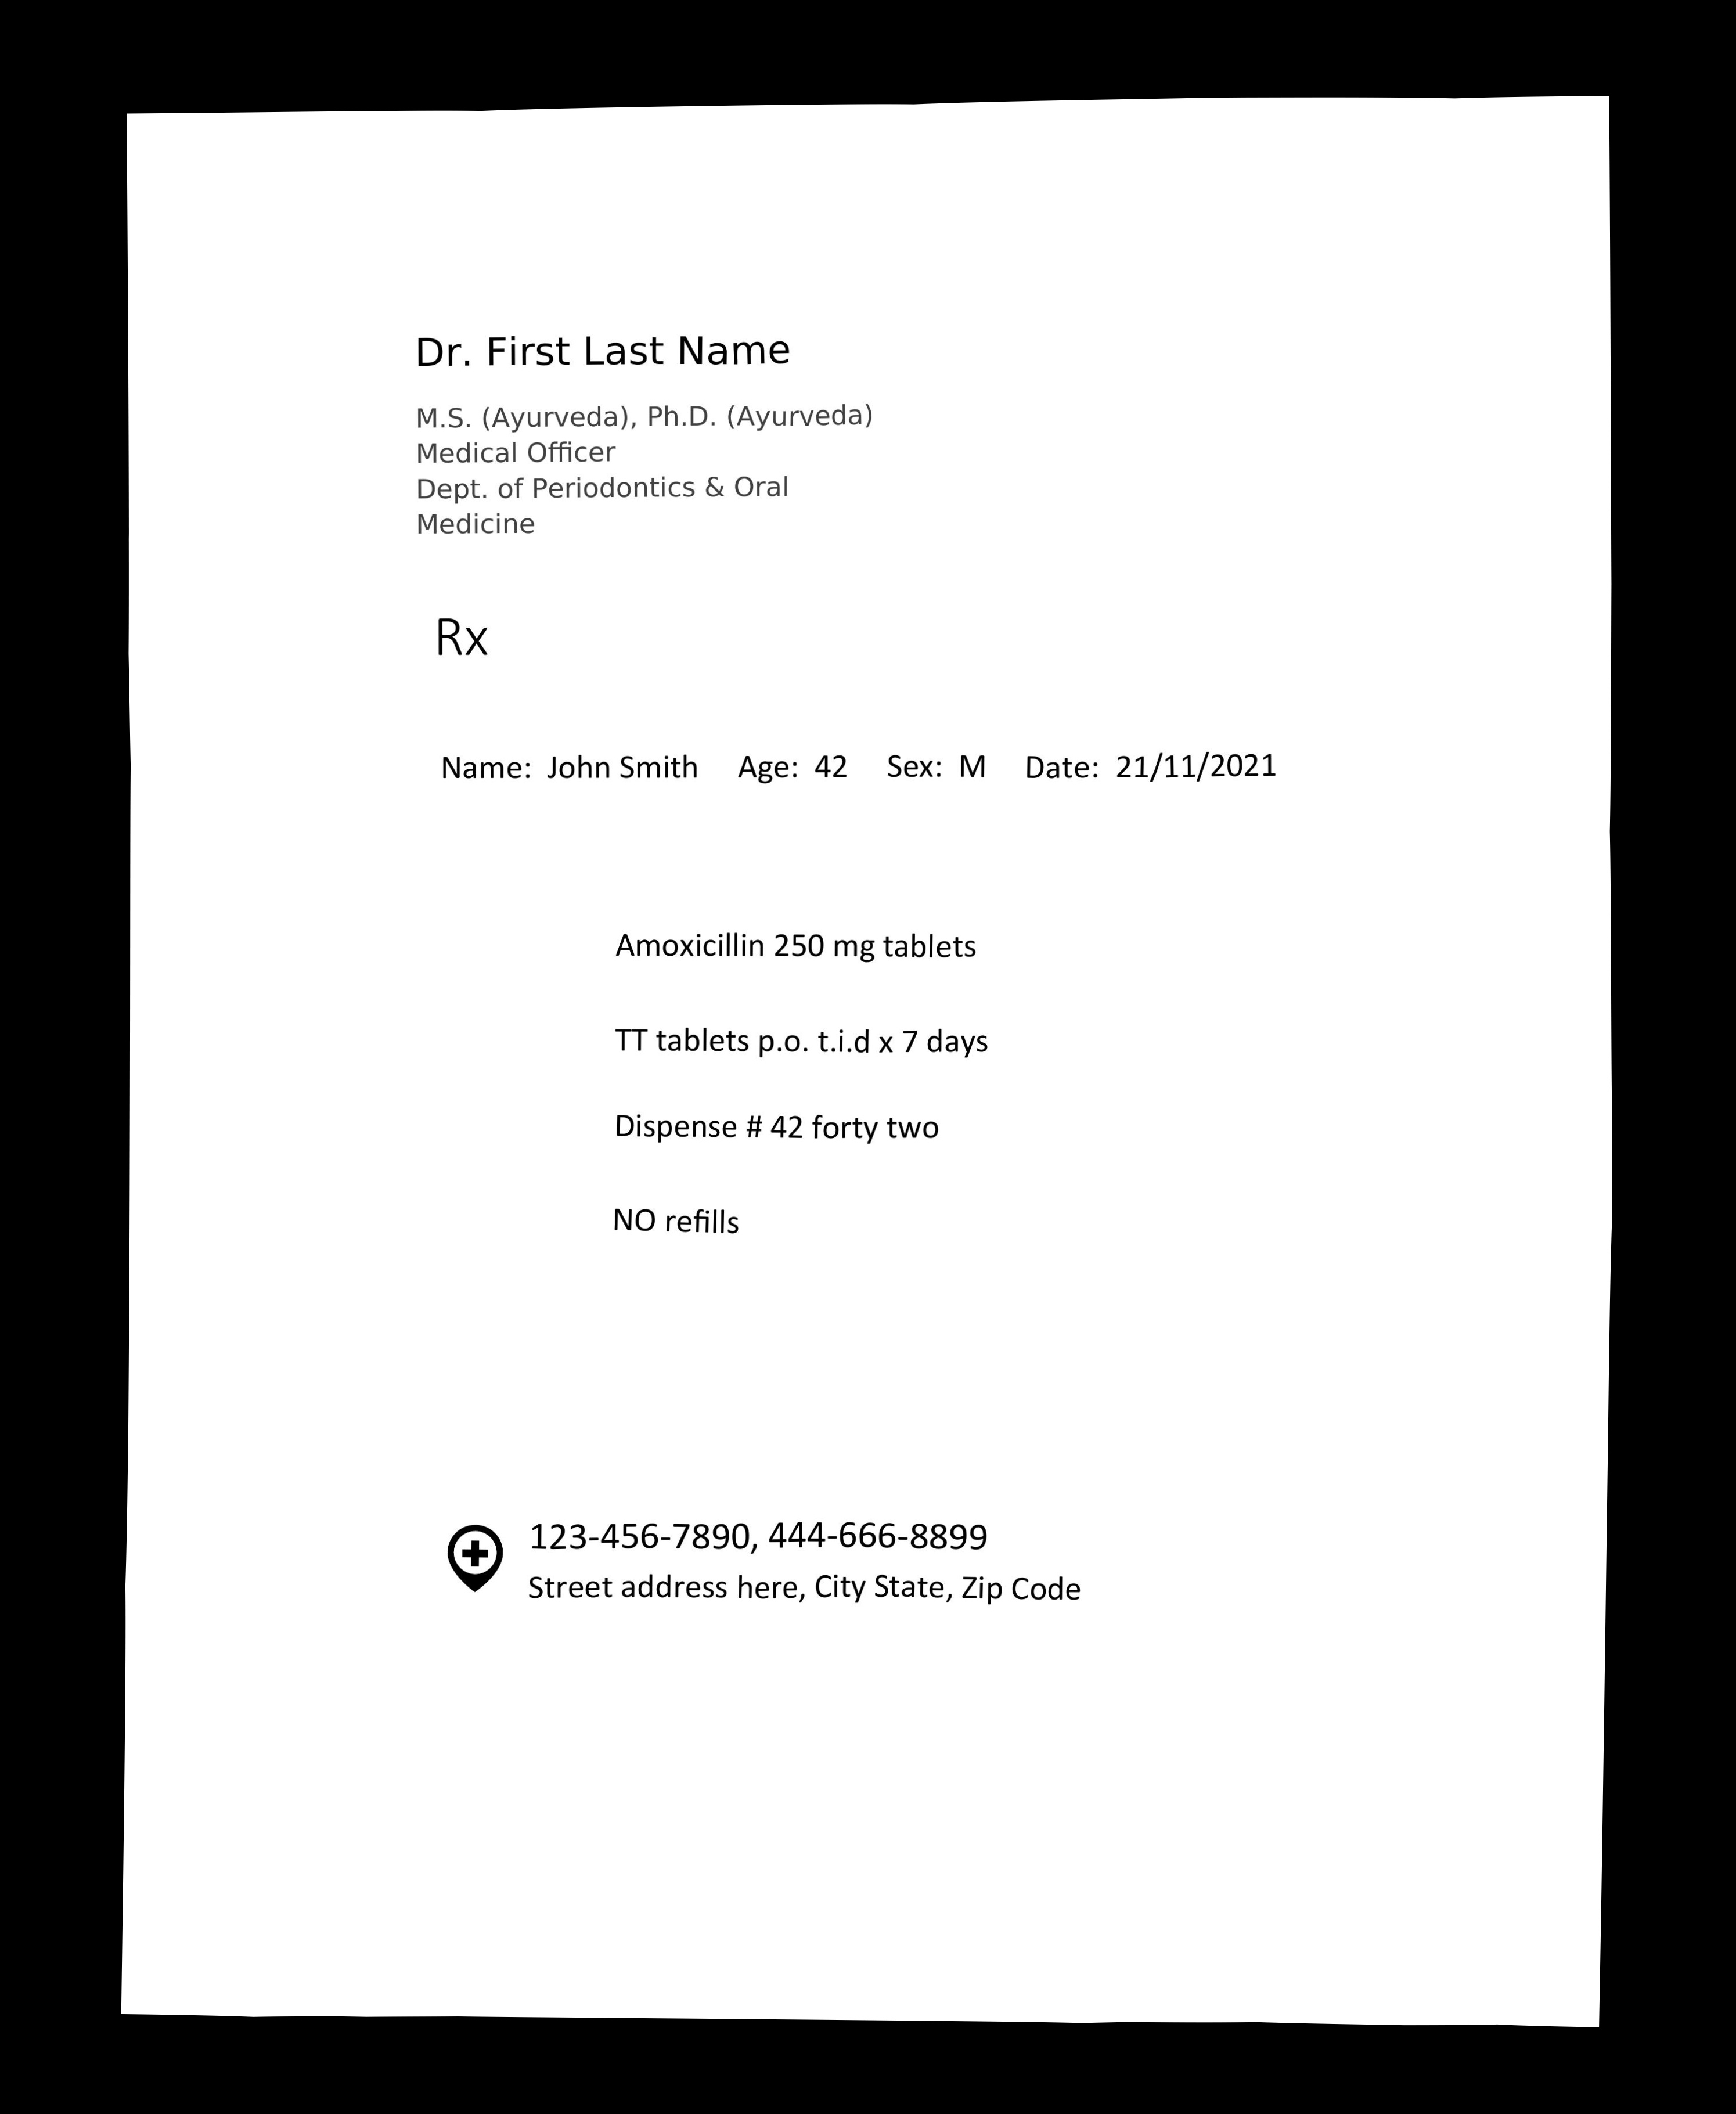 Dr. First Last Name
M.S. (Ayurveda), Ph.D. (Ayurveda)
Medical Officer
Dept. of Periodontics & Oral
Medicine
Rx
Name: John Smith Age: 42 Sex: M Date: 21/11/2021
Amoxicillin 250 mg tablets
TT tablets p.o. t.i.d x 7 days
Dispense # 42 forty two
NO refills
123-456-7890, 444-666-8899
Street address here, City State, Zip Code